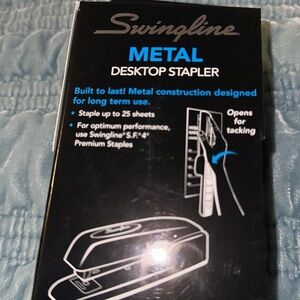 Swingline®
METAL
DESKTOP STAPLER
Built to last! Metal construction designed
for long term use.
• Staple up to 25 sheets
• For optimum performance,
use Swingline® S.F.® 4®
Premium Staples
Opens
for
tacking